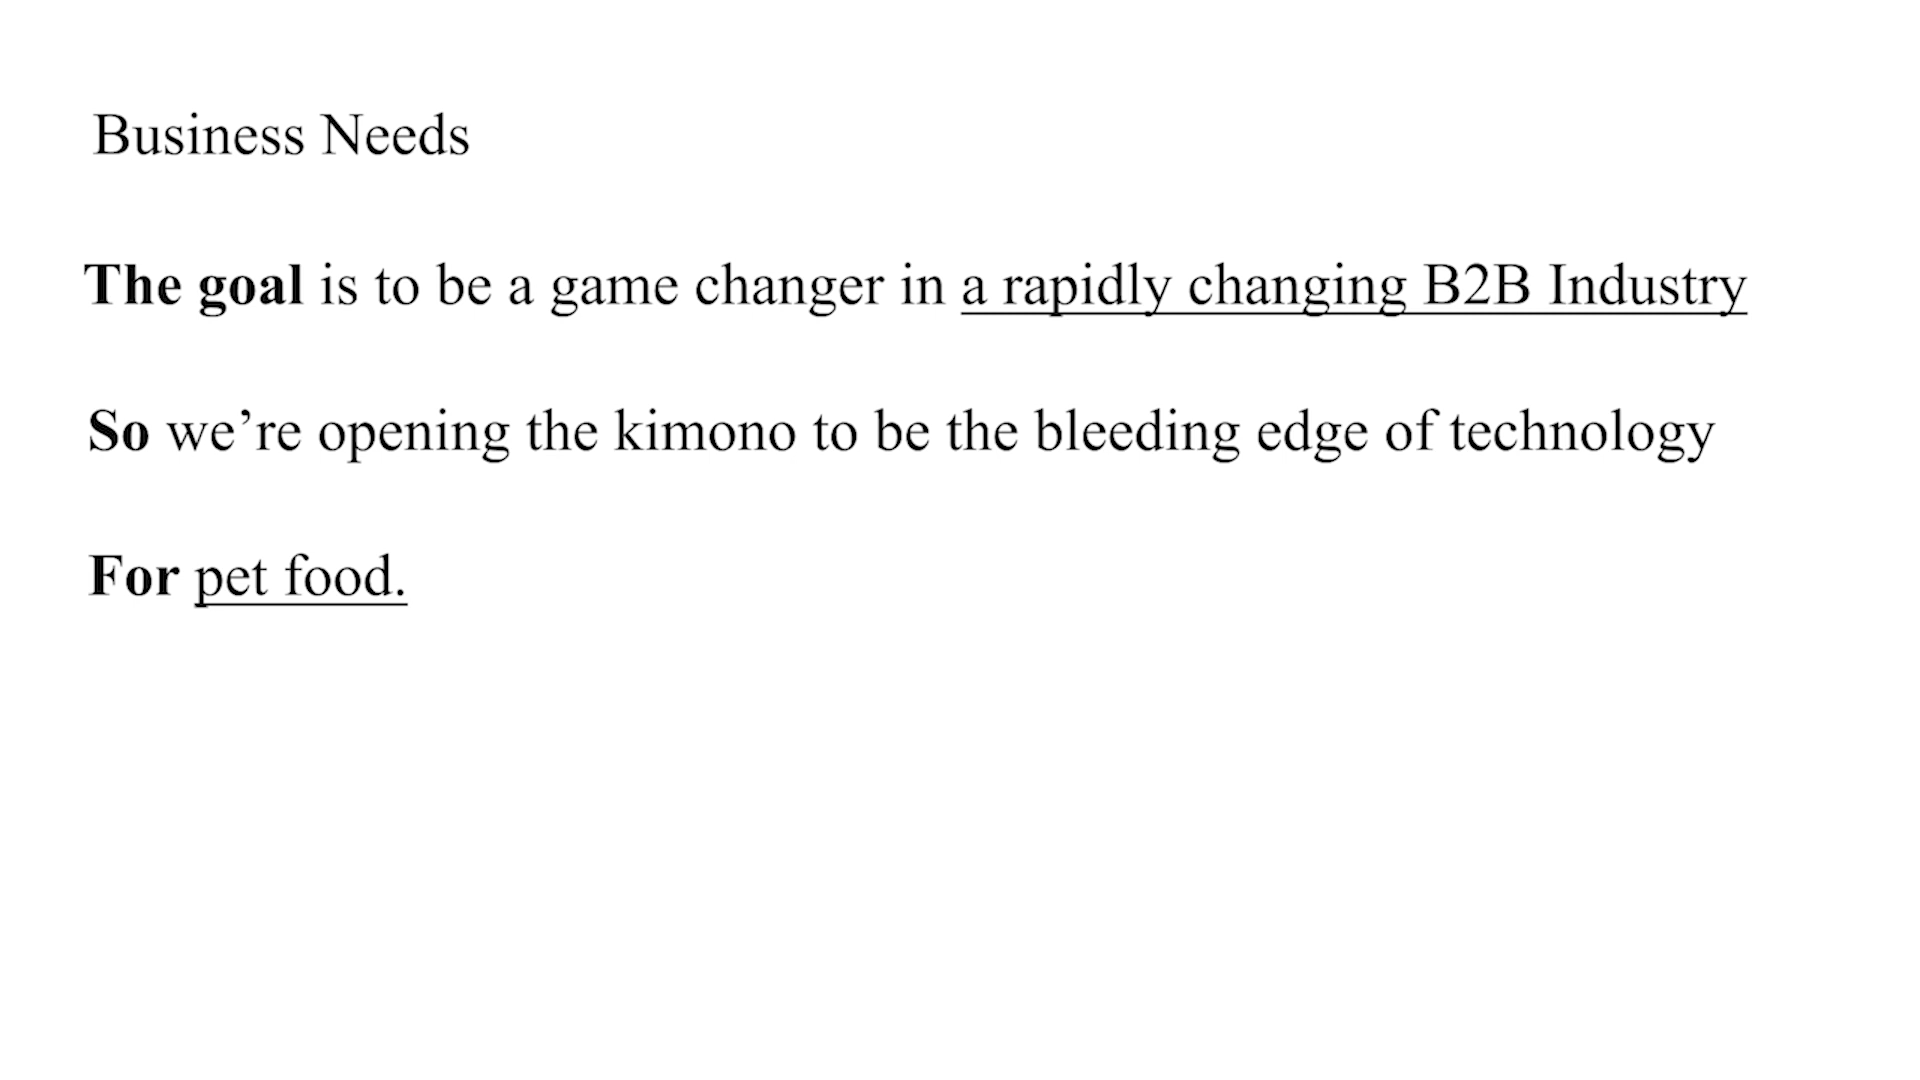 Business Needs
The goal is to be a game changer in a rapidly changing B2B Industry
So we’re opening the kimono to be the bleeding edge of technology
For pet food.